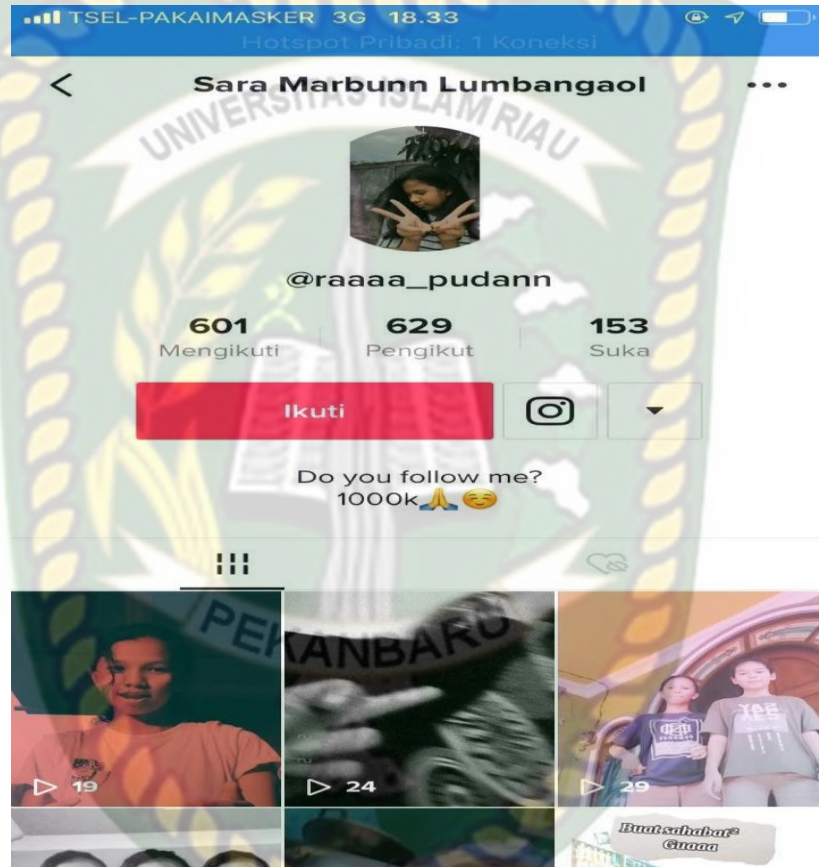 TSEL-PAKAIMASKER 3G 18.33
Hotspot Pribadi: 1 Koneksi
Sara Marbunn Lumbangaol
UNIVERSITAS ISLAM RIAU
@raaaa_pudann
601 629 153
Mengikuti Pengikut Suka
Ikuti
Do you follow me?
1000k🙏☺️
PEKANBARU
19 24 29
Buat sahabat²
Guaaa